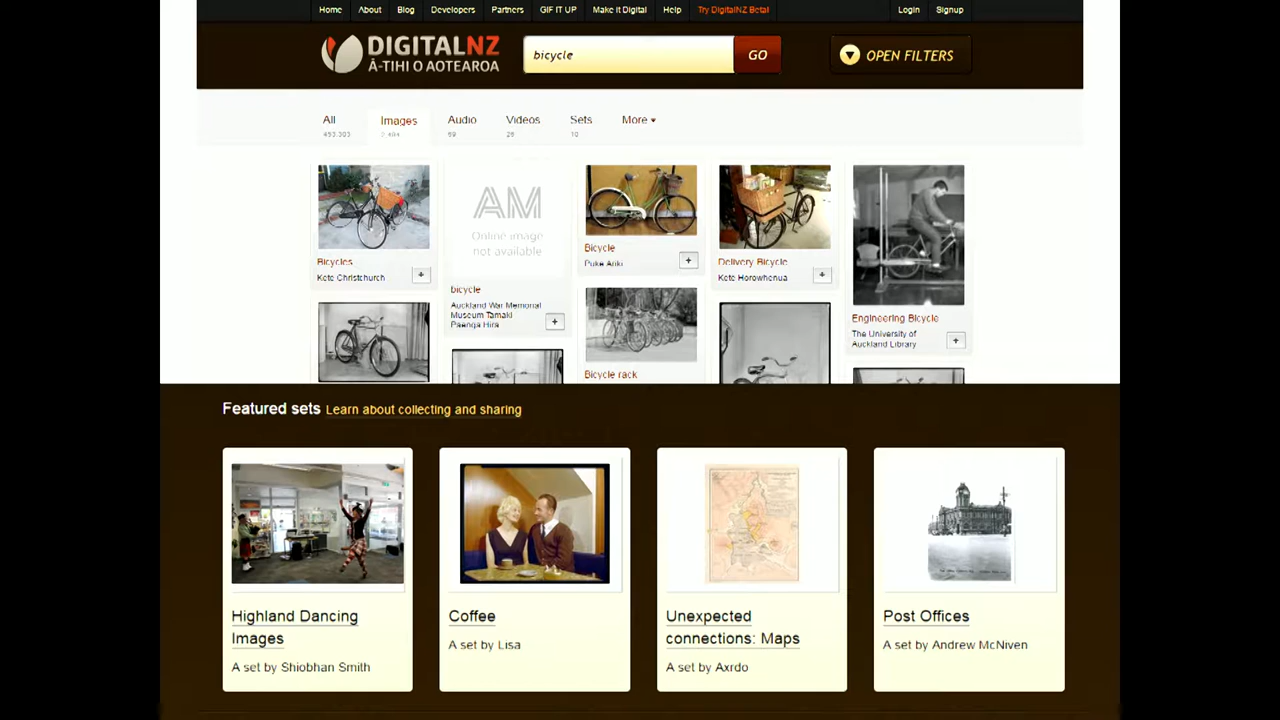 Home About Blog Developers Partners GIF IT UP Make it Digital Help Try DigitalNZ Beta! Login Signup
DIGITALNZ
Ā-TIHI O AOTEAROA
bicycle
GO
OPEN FILTERS
All Images Audio Videos Sets More
69 26 10
AM
Online image
not available
Bicycles
Kete Christchurch
bicycle
Auckland War Memorial
Museum Tamaki
Paenga Hira
Bicycle
Puke Ariki
Bicycle rack
Delivery Bicycle
Kete Horowhenua
Engineering Bicycle
The University of
Auckland Library
Featured sets Learn about collecting and sharing
Highland Dancing
Images
A set by Shiobhan Smith
Coffee
A set by Lisa
Unexpected
connections: Maps
A set by Axrdo
Post Offices
A set by Andrew McNiven